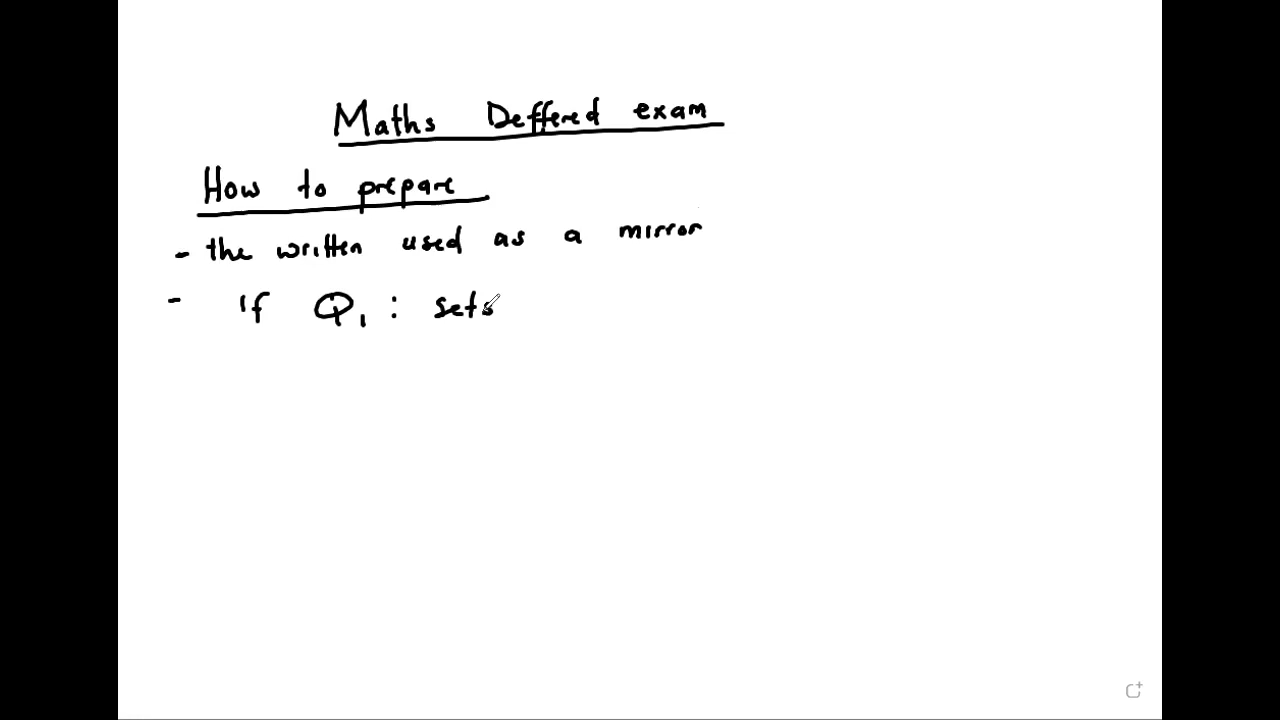 Maths Deffered exam
How to prepare
- the written used as a mirror
- if Q1 : sets